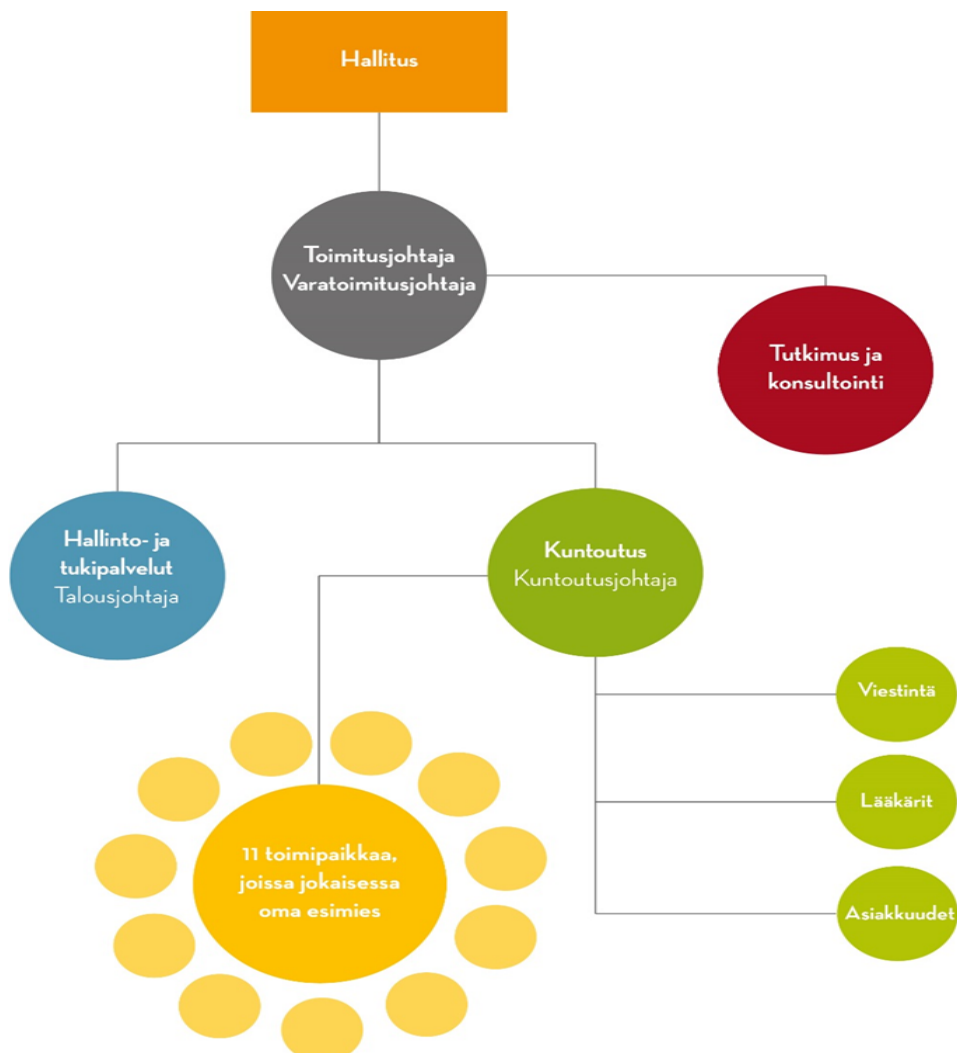 Hallitus
Toimitusjohtaja
Varatoimitusjohtaja
Tutkimus ja
konsultointi
Hallinto- ja
tukipalvelut
Talousjohtaja
Kuntoutus
Kuntoutusjohtaja
Viestintä
Lääkärit
Asiakkuudet
11 toimipaikkaa,
joissa jokaisessa
oma esimies